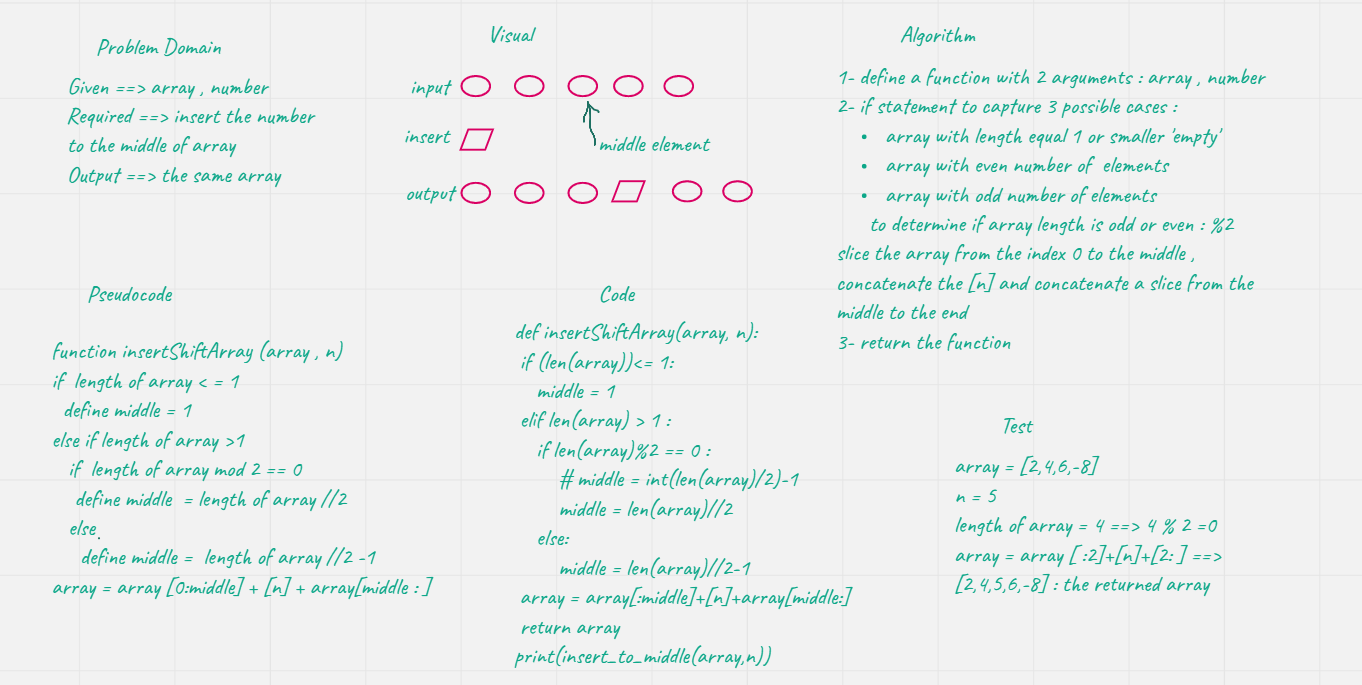 Problem Domain
Given ==> array , number
Required ==> insert the number
to the middle of array
Output ==> the same array
Visual
input
insert
middle element
output
Algorithm
1- define a function with 2 arguments : array , number
2- if statement to capture 3 possible cases :
• array with length equal 1 or smaller 'empty'
• array with even number of elements
• array with odd number of elements
to determine if array length is odd or even : %2
slice the array from the index 0 to the middle ,
concatenate the [n] and concatenate a slice from the
middle to the end
3- return the function
Pseudocode
function insertShiftArray (array , n)
if length of array < = 1
define middle = 1
else if length of array >1
if length of array mod 2 == 0
define middle = length of array //2
else.
define middle = length of array //2 -1
array = array [0:middle] + [n] + array[middle : ]
Code
def insertShiftArray(array, n):
if (len(array))<= 1:
middle = 1
elif len(array) > 1 :
if len(array)%2 == 0 :
# middle = int(len(array)/2)-1
middle = len(array)//2
else:
middle = len(array)//2-1
array = array[:middle]+[n]+array[middle:]
return array
print(insert_to_middle(array,n))
Test
array = [2,4,6,-8]
n = 5
length of array = 4 ==> 4 % 2 =0
array = array [ :2]+[n]+[2: ] ==>
[2,4,5,6,-8] : the returned array